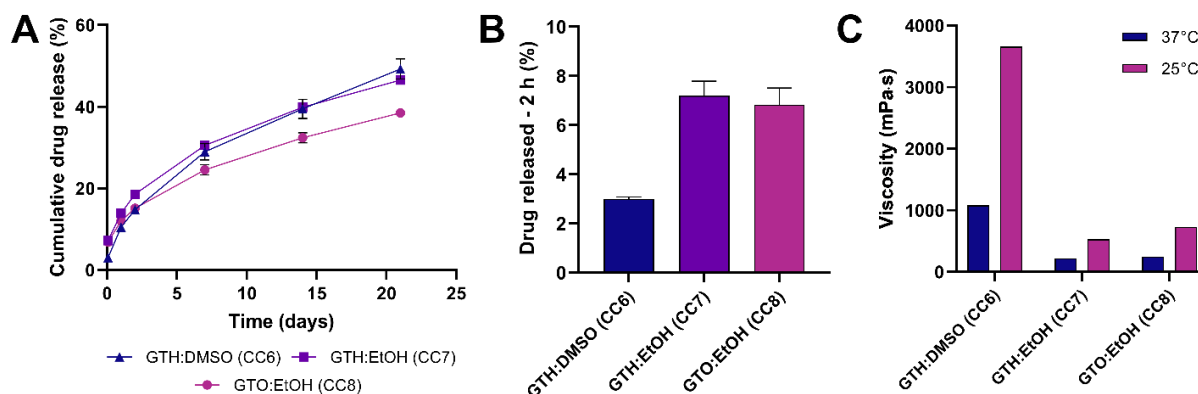 A
Cumulative drug release (%)
60
40
20
0
0
5
10
15
20
25
Time (days)
GTH:DMSO (CC6)
GTH:EtOH (CC7)
GTO:EtOH (CC8)
B
Drug released - 2 h (%)
10
8
6
4
2
0
GTH:DMSO (CC6)
GTH:EtOH (CC7)
GTO:EtOH (CC8)
C
Viscosity (mPa·s)
4000
3000
2000
1000
0
37°C
25°C
GTH:DMSO (CC6)
GTH:EtOH (CC7)
GTO:EtOH (CC8)